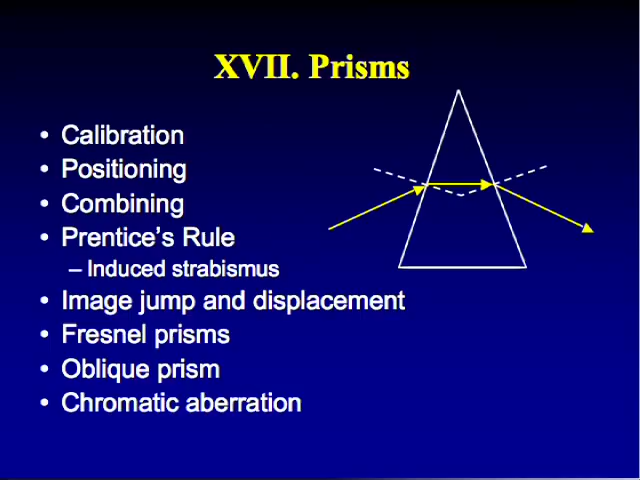 XVII. Prisms
• Calibration
• Positioning
• Combining
• Prentice's Rule
– Induced strabismus
• Image jump and displacement
• Fresnel prisms
• Oblique prism
• Chromatic aberration